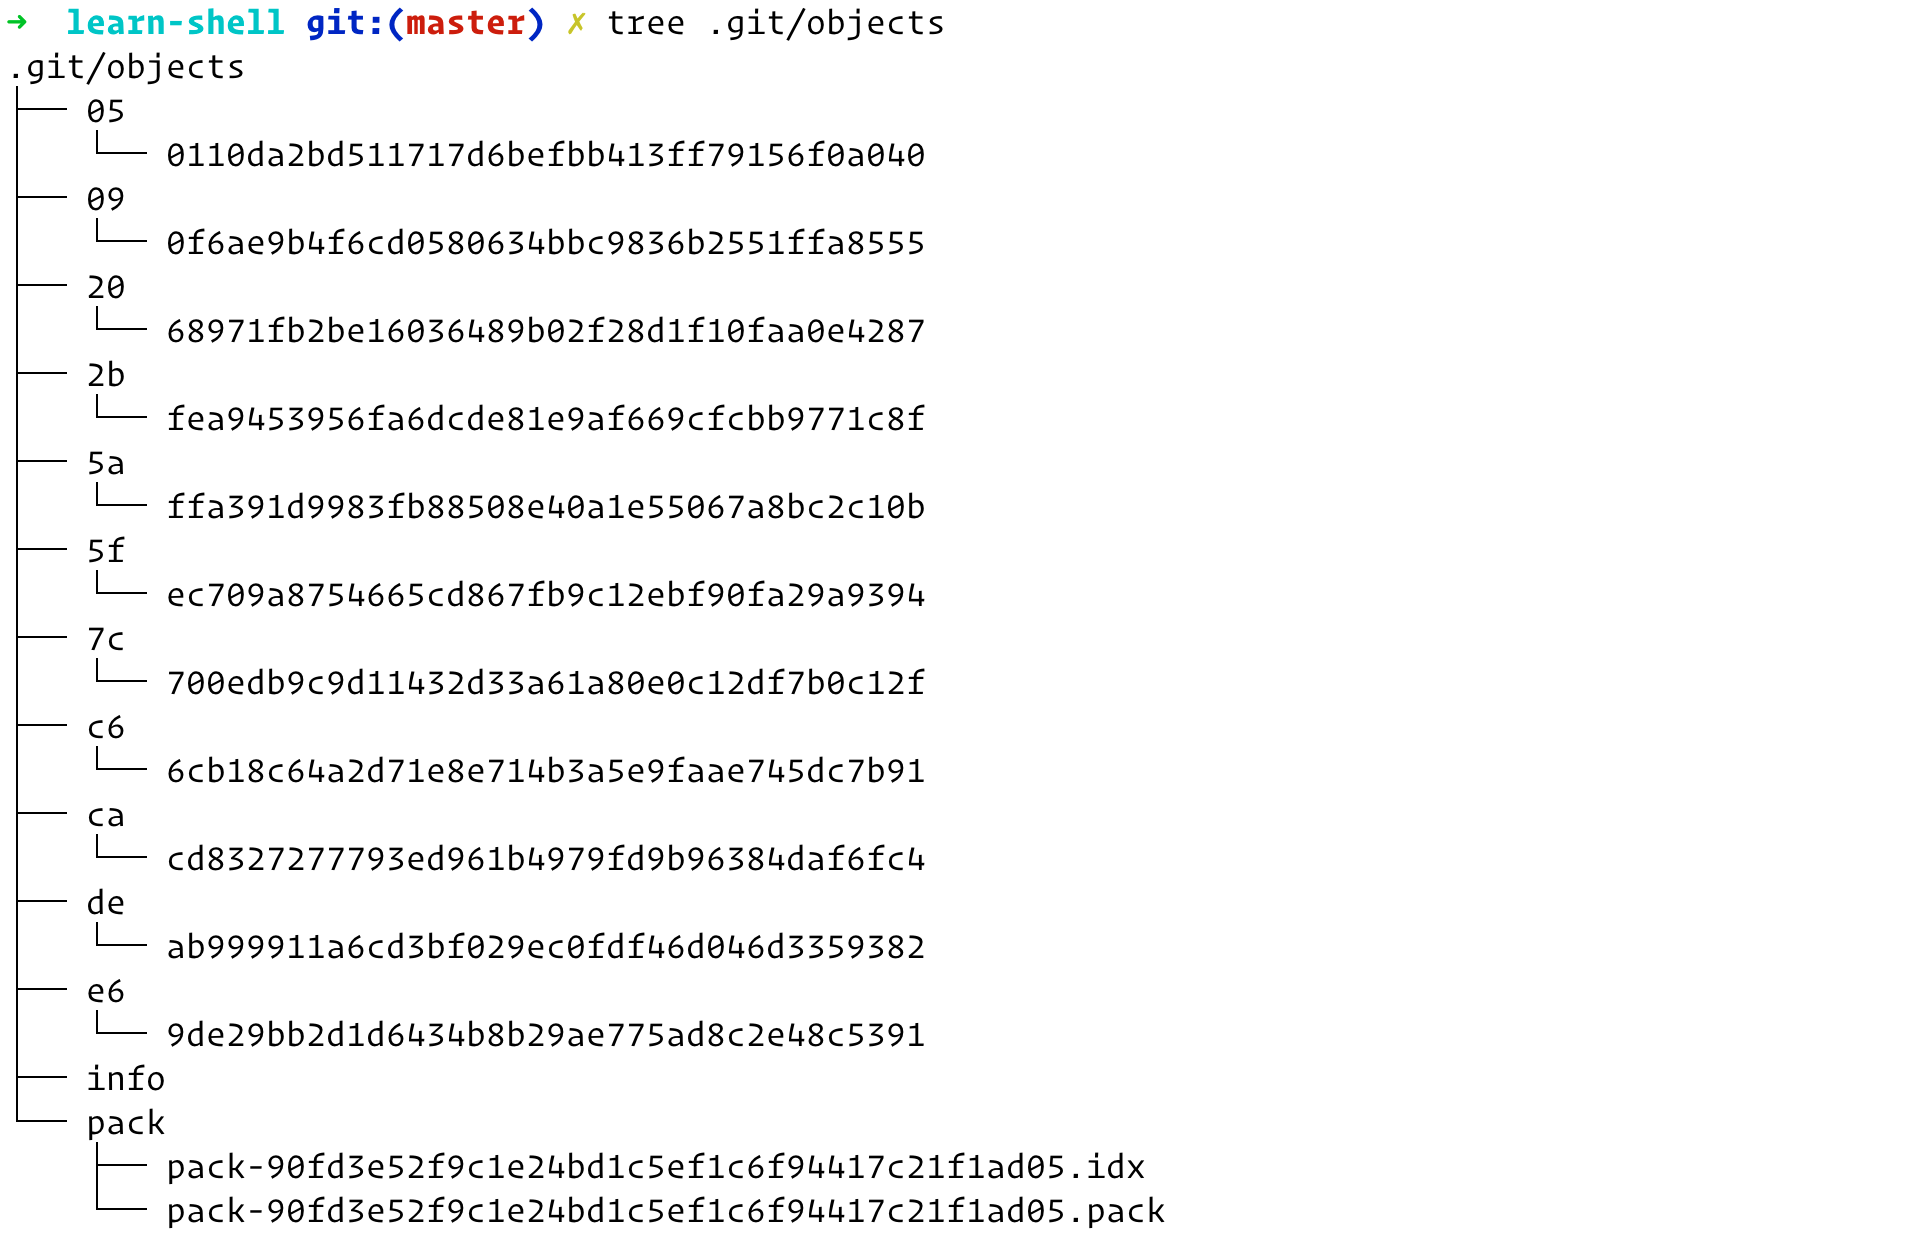 ➜  learn-shell git:(master) ✗ tree .git/objects
.git/objects
├── 05
│   └── 0110da2bd511717d6befbb413ff79156f0a040
├── 09
│   └── 0f6ae9b4f6cd0580634bbc9836b2551ffa8555
├── 20
│   └── 68971fb2be16036489b02f28d1f10faa0e4287
├── 2b
│   └── fea9453956fa6dcde81e9af669cfcbb9771c8f
├── 5a
│   └── ffa391d9983fb88508e40a1e55067a8bc2c10b
├── 5f
│   └── ec709a8754665cd867fb9c12ebf90fa29a9394
├── 7c
│   └── 700edb9c9d11432d33a61a80e0c12df7b0c12f
├── c6
│   └── 6cb18c64a2d71e8e714b3a5e9faae745dc7b91
├── ca
│   └── cd8327277793ed961b4979fd9b96384daf6fc4
├── de
│   └── ab999911a6cd3bf029ec0fdf46d046d3359382
├── e6
│   └── 9de29bb2d1d6434b8b29ae775ad8c2e48c5391
├── info
└── pack
    ├── pack-90fd3e52f9c1e24bd1c5ef1c6f94417c21f1ad05.idx
    └── pack-90fd3e52f9c1e24bd1c5ef1c6f94417c21f1ad05.pack